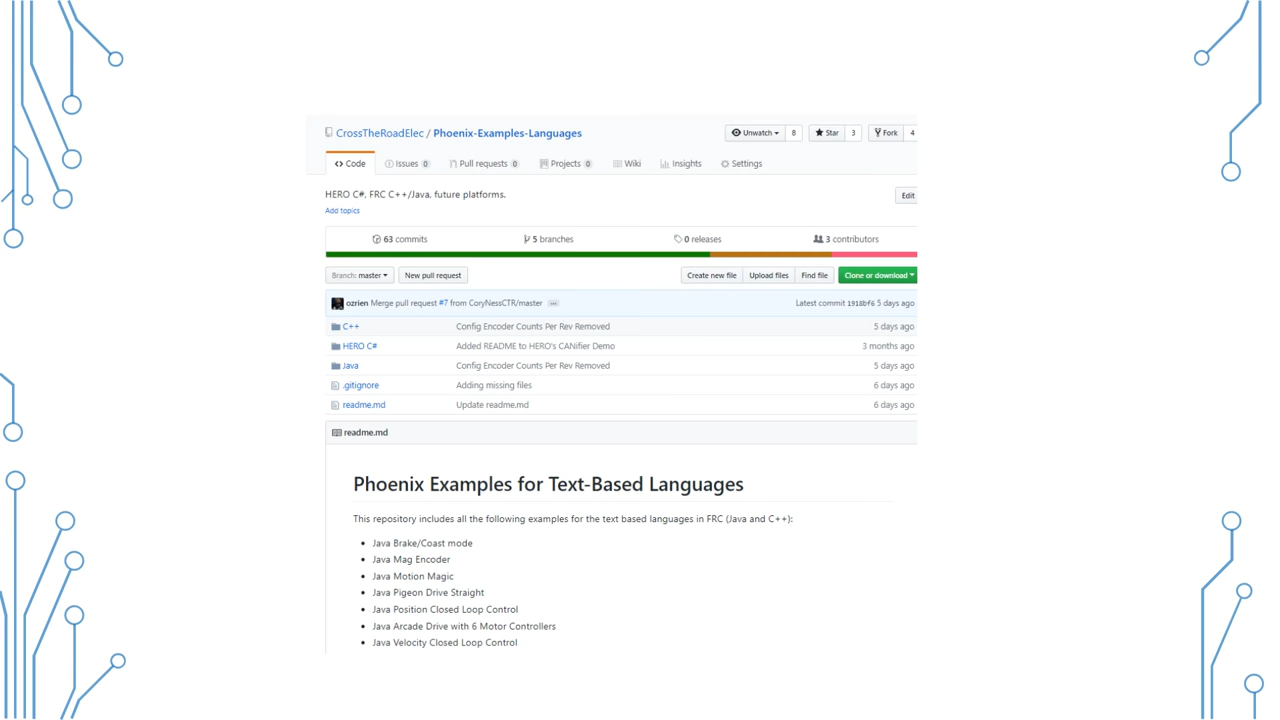 CrossTheRoadElec / Phoenix-Examples-Languages
Unwatch 8 Star 3 Fork 4
Code Issues 0 Pull requests 0 Projects 0 Wiki Insights Settings
HERO C#, FRC C++/Java, future platforms. Edit
Add topics
63 commits 5 branches 0 releases 3 contributors
Branch: master New pull request Create new file Upload files Find file Clone or download
ozrien Merge pull request #7 from CoryNessCTR/master ... Latest commit 1918bf6 5 days ago
C++ Config Encoder Counts Per Rev Removed 5 days ago
HERO C# Added README to HERO's CANifier Demo 3 months ago
Java Config Encoder Counts Per Rev Removed 5 days ago
.gitignore Adding missing files 6 days ago
readme.md Update readme.md 6 days ago
readme.md
Phoenix Examples for Text-Based Languages
This repository includes all the following examples for the text based languages in FRC (Java and C++):
• Java Brake/Coast mode
• Java Mag Encoder
• Java Motion Magic
• Java Pigeon Drive Straight
• Java Position Closed Loop Control
• Java Arcade Drive with 6 Motor Controllers
• Java Velocity Closed Loop Control